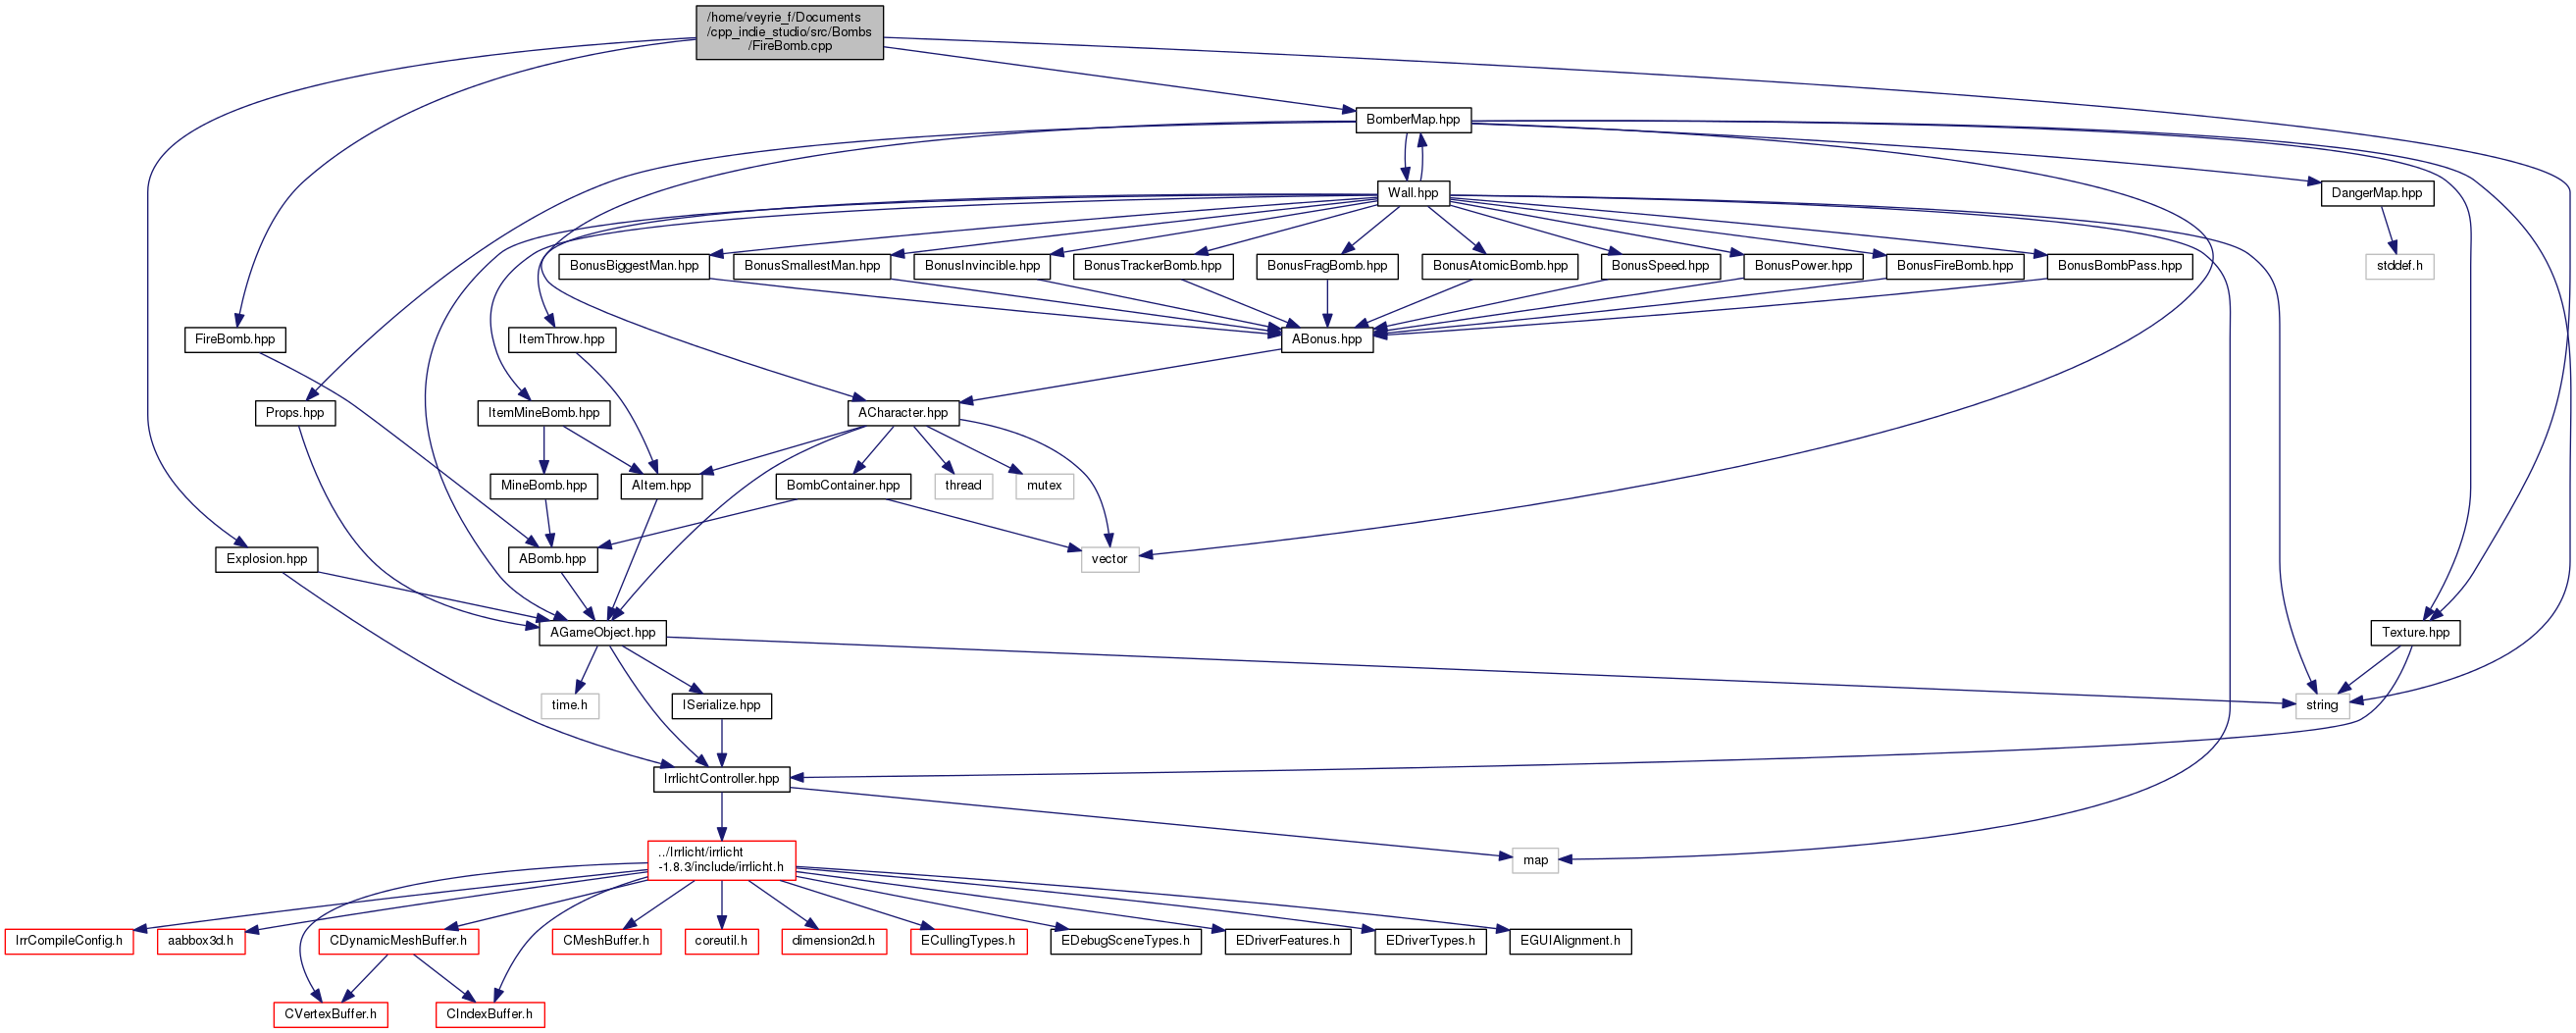 /home/veyrie_f/Documents
/cpp_indie_studio/src/Bombs
/FireBomb.cpp
BomberMap.hpp
Wall.hpp
DangerMap.hpp
BonusBiggestMan.hpp
BonusSmallestMan.hpp
BonusInvincible.hpp
BonusTrackerBomb.hpp
BonusFragBomb.hpp
BonusAtomicBomb.hpp
BonusSpeed.hpp
BonusPower.hpp
BonusFireBomb.hpp
BonusBombPass.hpp
stddef.h
FireBomb.hpp
ItemThrow.hpp
ABonus.hpp
Props.hpp
ItemMineBomb.hpp
ACharacter.hpp
MineBomb.hpp
AItem.hpp
BombContainer.hpp
thread
mutex
Explosion.hpp
ABomb.hpp
vector
AGameObject.hpp
Texture.hpp
time.h
ISerialize.hpp
string
IrrlichtController.hpp
../Irrlicht/irrlicht
-1.8.3/include/irrlicht.h
map
IrrCompileConfig.h
aabbox3d.h
CDynamicMeshBuffer.h
CMeshBuffer.h
coreutil.h
dimension2d.h
ECullingTypes.h
EDebugSceneTypes.h
EDriverFeatures.h
EDriverTypes.h
EGUIAlignment.h
CVertexBuffer.h
CIndexBuffer.h